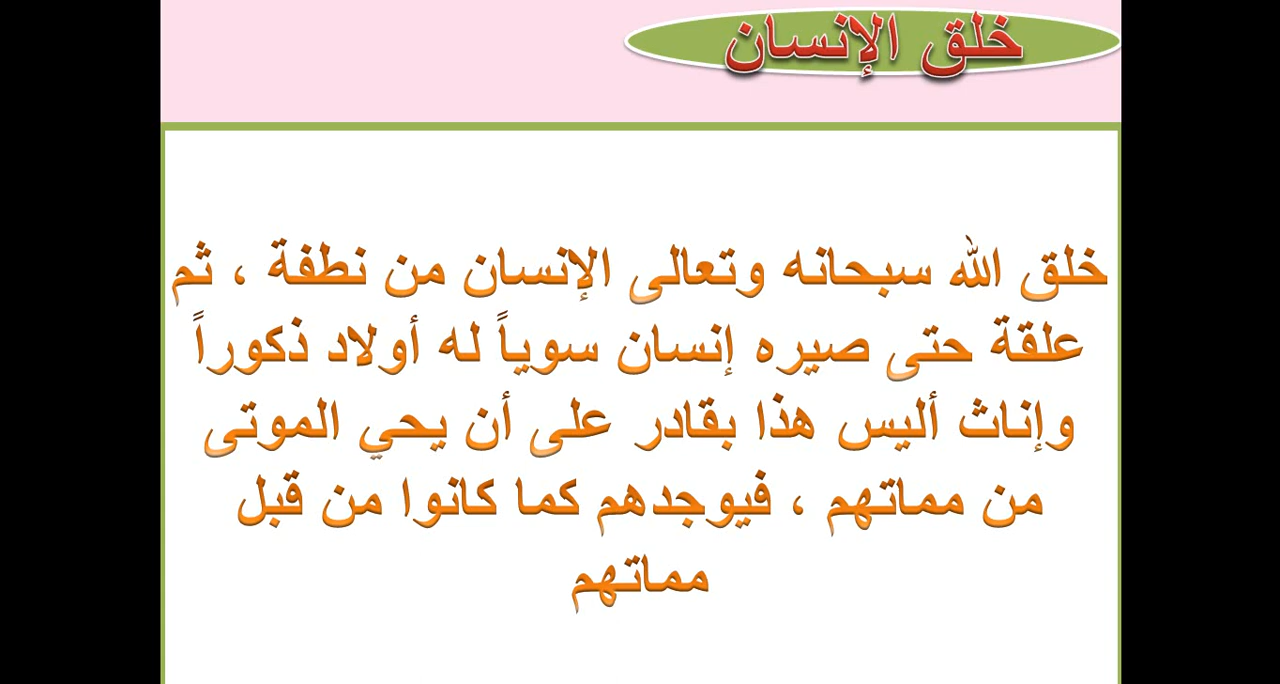 خلق الإنسان
خلق الله سبحانه وتعالى الإنسان من نطفة ، ثم
علقة حتى صيره إنسان سوياً له أولاد ذكوراً
وإناث أليس هذا بقادر على أن يحي الموتى
من مماتهم ، فيوجدهم كما كانوا من قبل
مماتهم